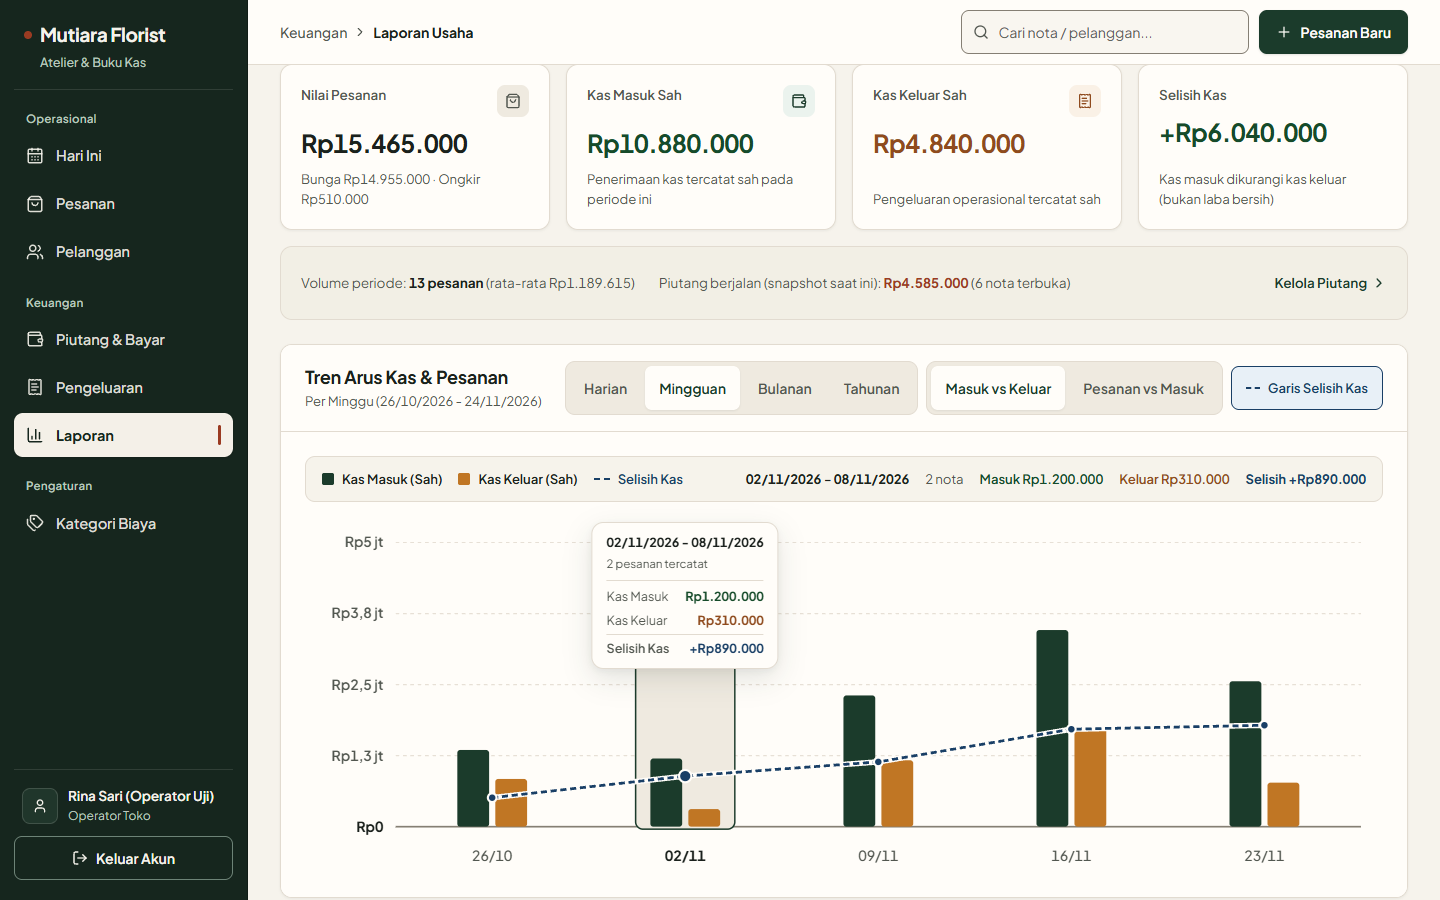 Mutiara Florist
Atelier & Buku Kas
Operasional
Hari Ini
Pesanan
Pelanggan
Keuangan
Piutang & Bayar
Pengeluaran
Laporan
Pengaturan
Kategori Biaya
Rina Sari (Operator Uji)
Operator Toko
Keluar Akun
Keuangan > Laporan Usaha
Cari nota / pelanggan...
+ Pesanan Baru
Nilai Pesanan
Rp15.465.000
Bunga Rp14.955.000 · Ongkir
Rp510.000
Kas Masuk Sah
Rp10.880.000
Penerimaan kas tercatat sah pada
periode ini
Kas Keluar Sah
Rp4.840.000
Pengeluaran operasional tercatat sah
Selisih Kas
+Rp6.040.000
Kas masuk dikurangi kas keluar
(bukan laba bersih)
Volume periode: 13 pesanan (rata-rata Rp1.189.615)
Piutang berjalan (snapshot saat ini): Rp4.585.000 (6 nota terbuka)
Kelola Piutang >
Tren Arus Kas & Pesanan
Per Minggu (26/10/2026 - 24/11/2026)
Harian
Mingguan
Bulanan
Tahunan
Masuk vs Keluar
Pesanan vs Masuk
Garis Selisih Kas
Kas Masuk (Sah)
Kas Keluar (Sah)
Selisih Kas
02/11/2026 – 08/11/2026
2 nota
Masuk Rp1.200.000
Keluar Rp310.000
Selisih +Rp890.000
Rp5 jt
Rp3,8 jt
Rp2,5 jt
Rp1,3 jt
Rp0
02/11/2026 – 08/11/2026
2 pesanan tercatat
Kas Masuk Rp1.200.000
Kas Keluar Rp310.000
Selisih Kas +Rp890.000
26/10
02/11
09/11
16/11
23/11